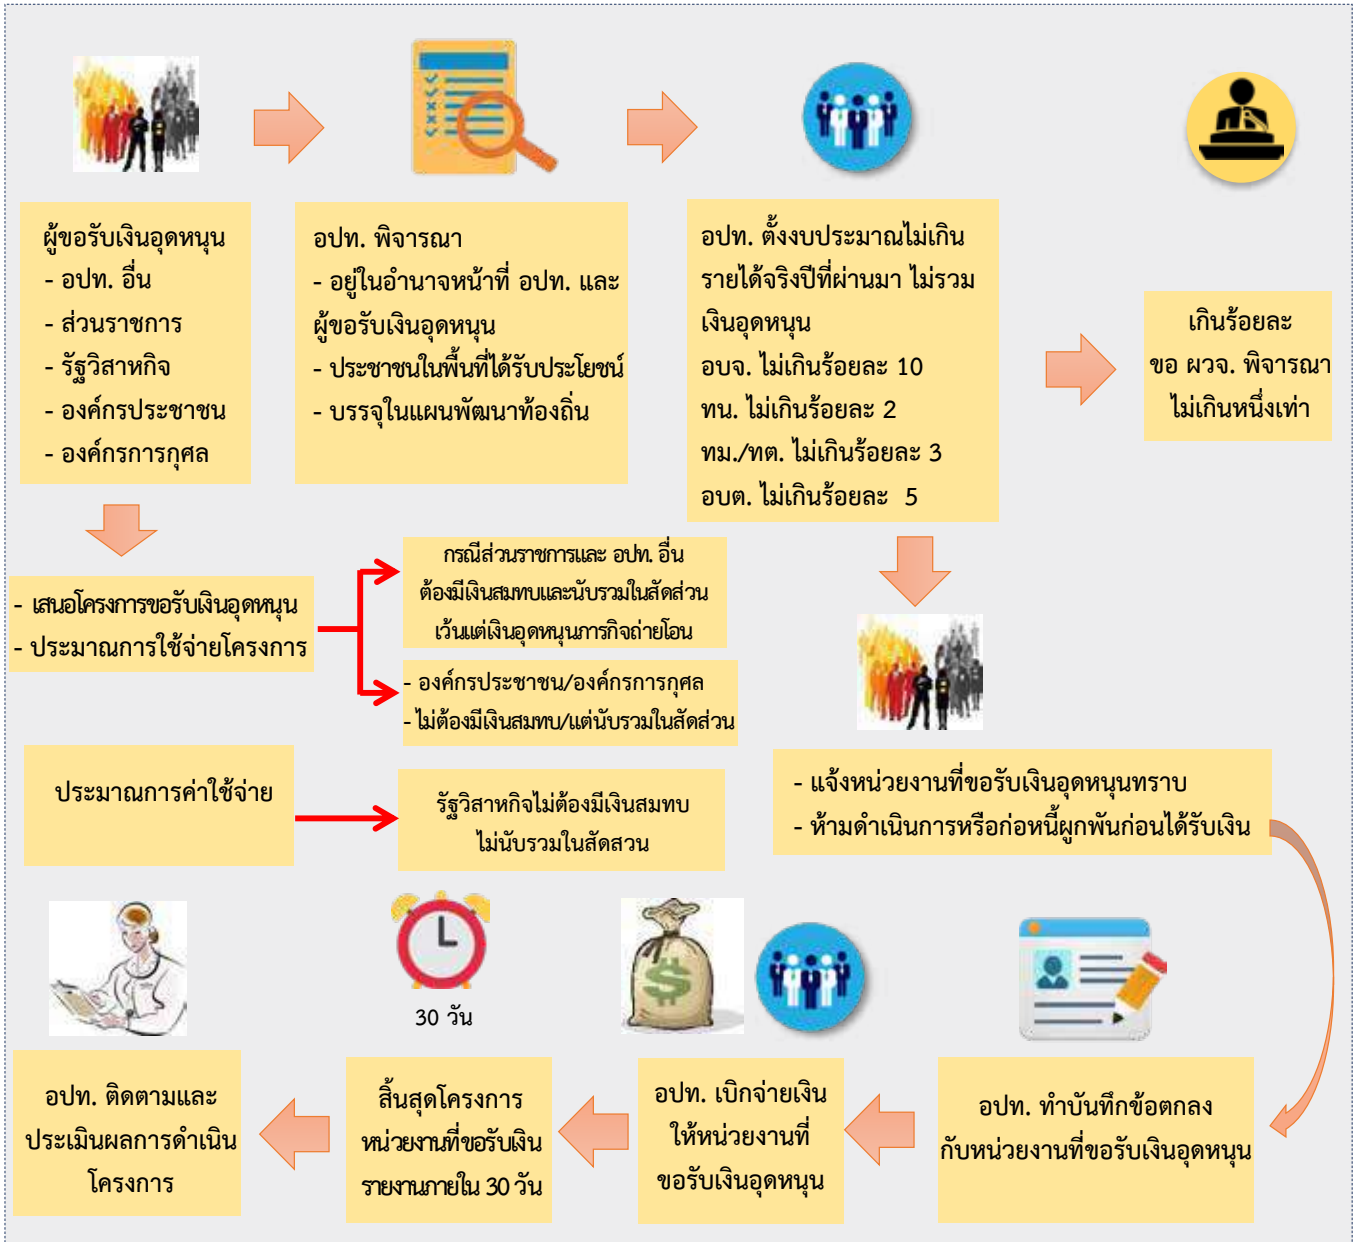 ผู้ขอรับเงินอุดหนุน
- อปท. อื่น
- ส่วนราชการ
- รัฐวิสาหกิจ
- องค์กรประชาชน
- องค์กรการกุศล
อปท. พิจารณา
- อยู่ในอำนาจหน้าที่ อปท. และ
ผู้ขอรับเงินอุดหนุน
- ประชาชนในพื้นที่ได้รับประโยชน์
- บรรจุในแผนพัฒนาท้องถิ่น
อปท. ตั้งงบประมาณไม่เกิน
รายได้จริงปีที่ผ่านมา ไม่รวม
เงินอุดหนุน
อบจ. ไม่เกินร้อยละ 10
ทน. ไม่เกินร้อยละ 2
ทม./ทต. ไม่เกินร้อยละ 3
อบต. ไม่เกินร้อยละ 5
เกินร้อยละ
ขอ ผวจ. พิจารณา
ไม่เกินหนึ่งเท่า
- เสนอโครงการขอรับเงินอุดหนุน
- ประมาณการใช้จ่ายโครงการ
กรณีส่วนราชการและ อปท. อื่น
ต้องมีเงินสมทบและนับรวมในสัดส่วน
เว้นแต่เงินอุดหนุนภารกิจถ่ายโอน
- องค์กรประชาชน/องค์กรการกุศล
- ไม่ต้องมีเงินสมทบ/แต่นับรวมในสัดส่วน
ประมาณการค่าใช้จ่าย
รัฐวิสาหกิจไม่ต้องมีเงินสมทบ
ไม่นับรวมในสัดสวน
- แจ้งหน่วยงานที่ขอรับเงินอุดหนุนทราบ
- ห้ามดำเนินการหรือก่อหนี้ผูกพันก่อนได้รับเงิน
อปท. ทำบันทึกข้อตกลง
กับหน่วยงานที่ขอรับเงินอุดหนุน
อปท. เบิกจ่ายเงิน
ให้หน่วยงานที่
ขอรับเงินอุดหนุน
30 วัน
สิ้นสุดโครงการ
หน่วยงานที่ขอรับเงิน
รายงานภายใน 30 วัน
อปท. ติดตามและ
ประเมินผลการดำเนิน
โครงการ